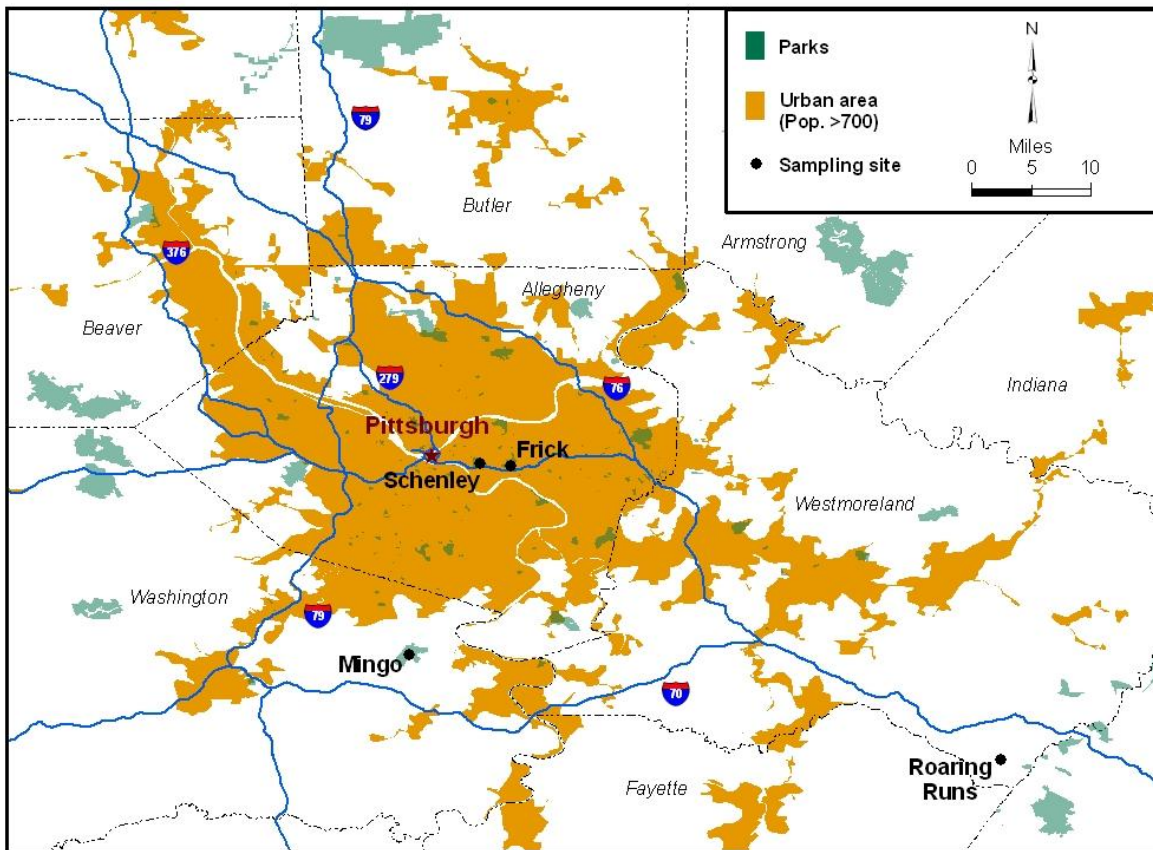 Parks
Urban area
(Pop. >700)
Sampling site
N
Miles
0 5 10
79
Butler
Armstrong
376
Allegheny
Beaver
279
76
Indiana
Pittsburgh
Frick
Schenley
Westmoreland
Washington
79
Mingo
70
Roaring
Runs
Fayette